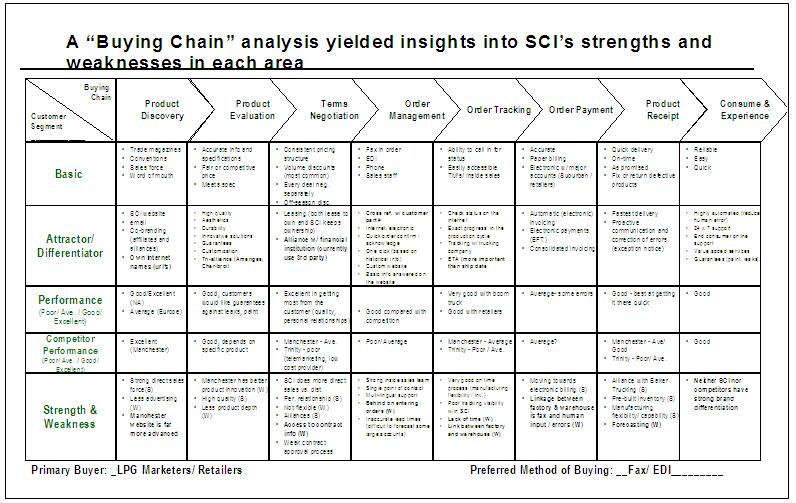 A “Buying Chain” analysis yielded insights into SCI’s strengths and
weaknesses in each area
Buying
Chain
Customer
Segment
Product
Discovery
Product
Evaluation
Terms
Negotiation
Order
Management
Order Tracking
Order Payment
Product
Receipt
Consume &
Experience
Basic
• Trade magazines
• Conventions
• Sales force
• Word of mouth
• Accurate info and
specifications
• Fair or competitive
price
• Meets spec
• Consistent pricing
structure
• Volume discounts
(most common)
• Every deal neg.
separately
• Off-season disc.
• Fax in order
• EDI
• Phone
• Sales staff
• Ability to call in for
status
• Easily accessible
TM's/ inside sales
• Accurate
• Paper billing
• Electronic w/ major
accounts (Suburban /
retailers)
• Quick delivery
• On-time
• As promised
• Fix or return defective
products
• Reliable
• Easy
• Quick
Attractor/
Differentiator
• SCI website
• email
• Co-branding
(affiliates and
alliances)
• Own Internet
names (url's)
• High quality
• Aesthetics
• Durability
• Innovative solutions
• Guarantees
• Customization
• Tri-alliance (Amerigas,
Char-broil)
• Leasing (both lease to
own and SCI keeps
ownership)
• Alliance w/ financial
institution (currently
use 3rd party)
• Cross ref. w/ customer
part#
• Internet, electronic
• Quick order confirm /
acknowledge
• One click (based on
historical info)
• Custom website
• Basic info answered on
the website
• Check status on the
internet
• Exact progress in the
production cycle
• Tracking w/ trucking
company
• ETA (more important
than ship date
• Automatic (electronic)
invoicing
• Electronic payments
(EFT)
• Consolidated invoicing
• Fastest delivery
• Proactive
communication and
correction of errors
(exception notice)
• Highly automated (reduce
human error)
• 24 x 7 support
• End consumer online
support
• Value added services
• Guarantees (paint, leaks)
Performance
(Poor/ Ave. / Good/
Excellent)
• Good/Excellent
(NA)
• Average (Europe)
• Good, customers
would like guarantees
against leaks, paint
• Excellent in getting
most from the
customer (quality,
personal relationships)
• Good compared with
competition
• Very good with boom
truck
• Good with retailers
• Average- some errors
• Good - best at getting
it there quickly
• Good
Competitor
Performance
(Poor/ Ave. / Good/
Excellent)
• Excellent
(Manchester)
• Good, depends on
specific product
• Manchester - Ave.
• Trinity - poor
(telemarketing, low
cost provider)
• Poor/ Average
• Manchester - Average
• Trinity - Poor / Ave.
• Average?
• Manchester - Ave/
Good
• Trinity - Poor/ Ave.
• Good
Strength &
Weakness
• Strong direct sales
force(S)
• Less advertising
(W)
• Manchester
website is far
more advanced
• Manchester has better
product innovation (W)
• High quality (S)
• Less product depth
(W)
• SCI does more direct
sales vs. dist.
• Per. relationship (S)
• Not flexible (W)
• Alliances (S)
• Access to contract
info (W)
• Weak contract
approval process
• Strong inside sales team
• Single point of contact
• Multi-lingual support
• Behind on entering
orders (W)
• Inaccurate lead times
(difficult to forecast some
large accounts)
• Very good on time
process (manufacturing
flexibility / inv.)
• Poor tracking visibility
with SCI
• Lack of time (W)
• Link between factory
and warehouse (W)
• Moving towards
electronic billing (S)
• Linkage between
factory & warehouse
is fax and human
input / errors (W)
• Alliance with Baker
Trucking (S)
• Pre-built inventory (S)
• Manufacturing
flexibility/ capability (S)
• Forecasting (W)
• Neither SCI nor
competitors have
strong brand
differentiation
Primary Buyer: _LPG Marketers/ Retailers
Preferred Method of Buying: __Fax/ EDI_________